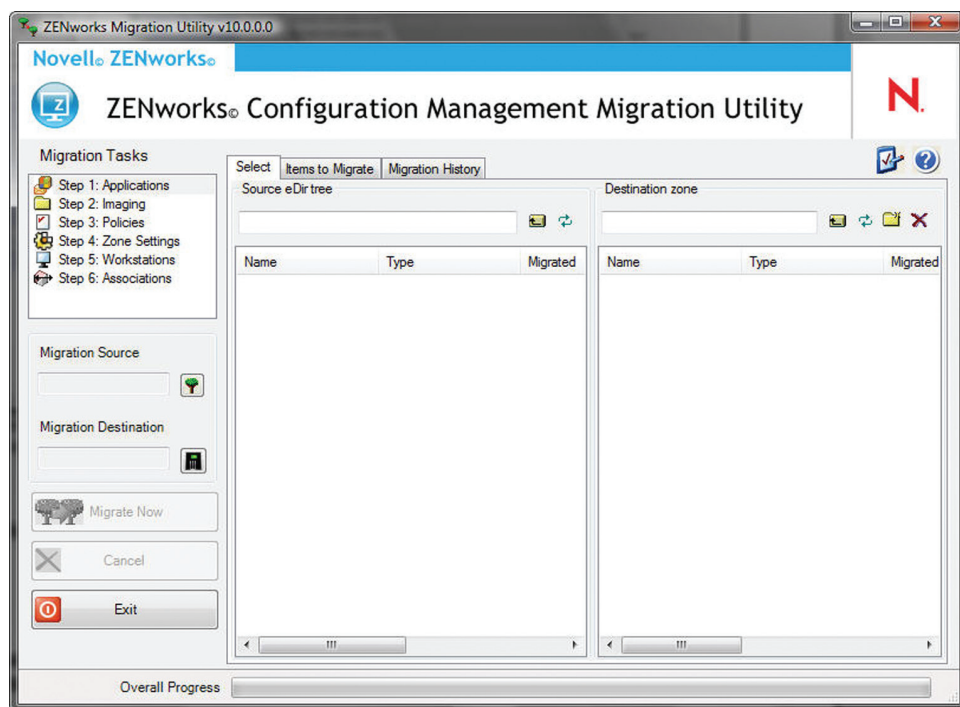 ZENworks Migration Utility v10.0.0.0
Novell© ZENworks©
ZENworks© Configuration Management Migration Utility
N.
Migration Tasks
Step 1: Applications
Step 2: Imaging
Step 3: Policies
Step 4: Zone Settings
Step 5: Workstations
Step 6: Associations
Migration Source
Migration Destination
Migrate Now
Cancel
Exit
Select Items to Migrate Migration History
Source eDir tree
Name Type Migrated
Destination zone
Name Type Migrated
Overall Progress